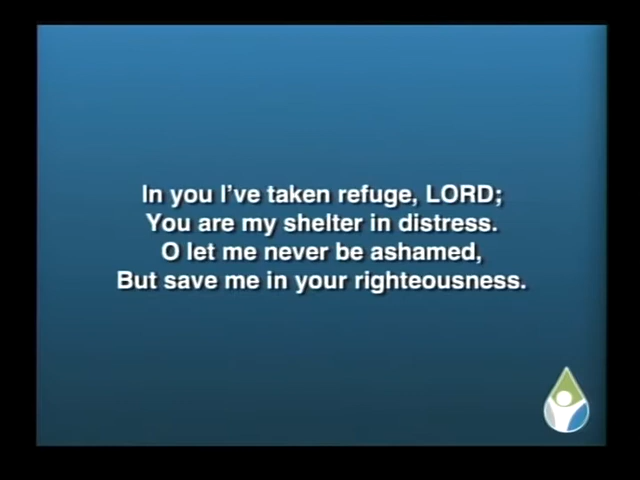 In you I’ve taken refuge, LORD;
You are my shelter in distress.
O let me never be ashamed,
But save me in your righteousness.